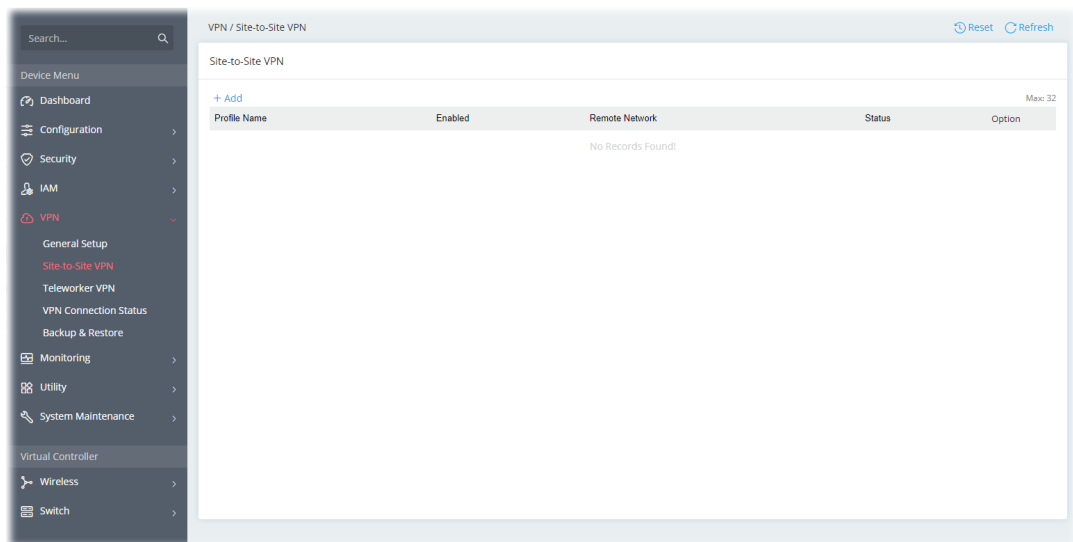 Search...
Device Menu
Dashboard
Configuration
Security
IAM
VPN
General Setup
Site-to-Site VPN
Teleworker VPN
VPN Connection Status
Backup & Restore
Monitoring
Utility
System Maintenance
Virtual Controller
Wireless
Switch
VPN / Site-to-Site VPN Reset Refresh
Site-to-Site VPN
+ Add Max: 32
Profile Name Enabled Remote Network Status Option
No Records Found!